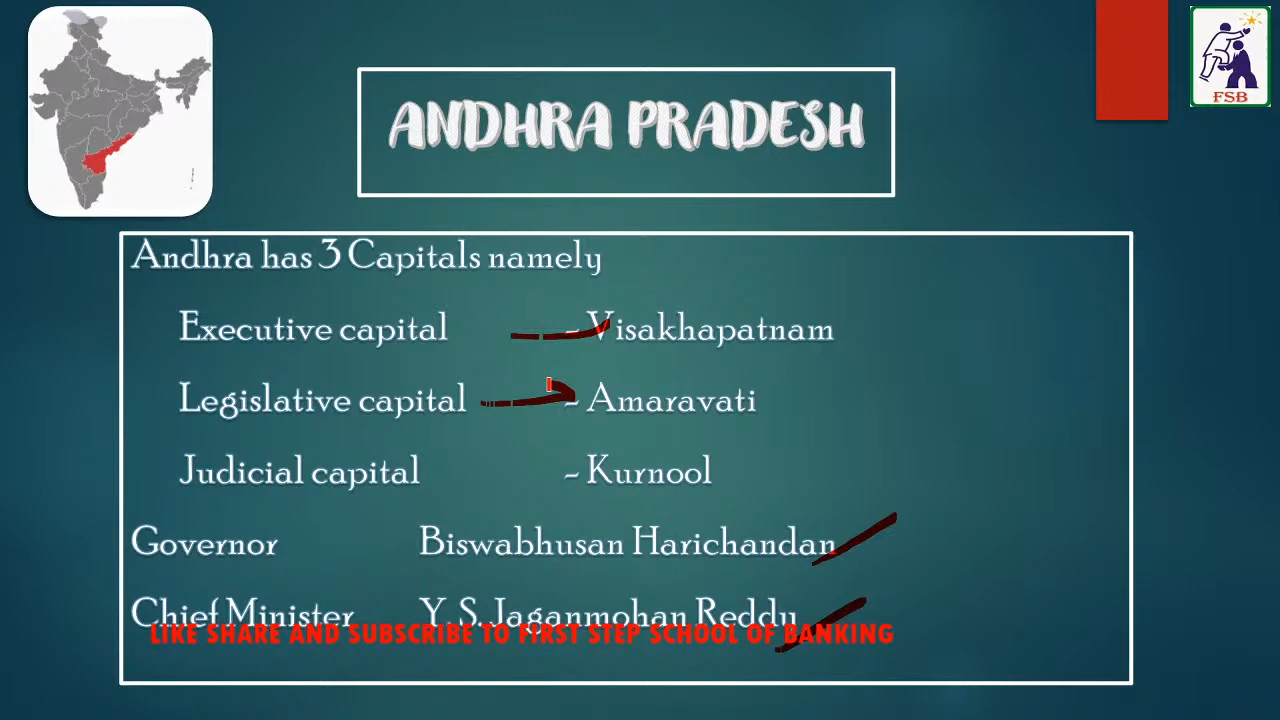 FSB
ANDHRA PRADESH
Andhra has 3 Capitals namely
Executive capital - Visakhapatnam
Legislative capital - Amaravati
Judicial capital - Kurnool
Governor Biswabhusan Harichandan
Chief Minister Y. S. Jaganmohan Reddy
LIKE SHARE AND SUBSCRIBE TO FIRST STEP SCHOOL OF BANKING